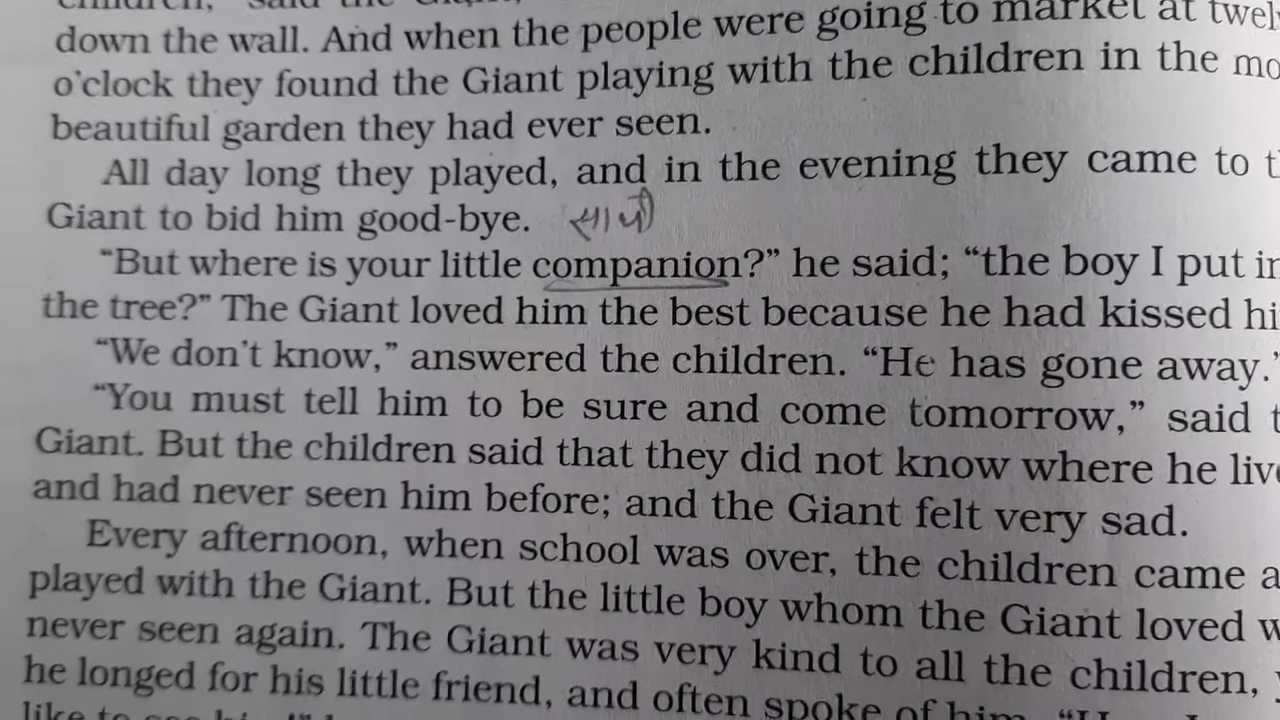 children," said the Giant,
down the wall. And when the people were going to market at
o'clock they found the Giant playing with the children in the
beautiful garden they had ever seen.
All day long they played, and in the evening they came to
Giant to bid him good-bye. साथी
"But where is your little companion?" he said; "the boy I put
the tree?" The Giant loved him the best because he had kissed
"We don't know," answered the children. "He has gone away."
"You must tell him to be sure and come tomorrow," said
Giant. But the children said that they did not know where he
and had never seen him before; and the Giant felt very sad.
Every afternoon, when school was over, the children came
played with the Giant. But the little boy whom the Giant loved
never seen again. The Giant was very kind to all the children,
he longed for his little friend, and often spoke of him.
like to see